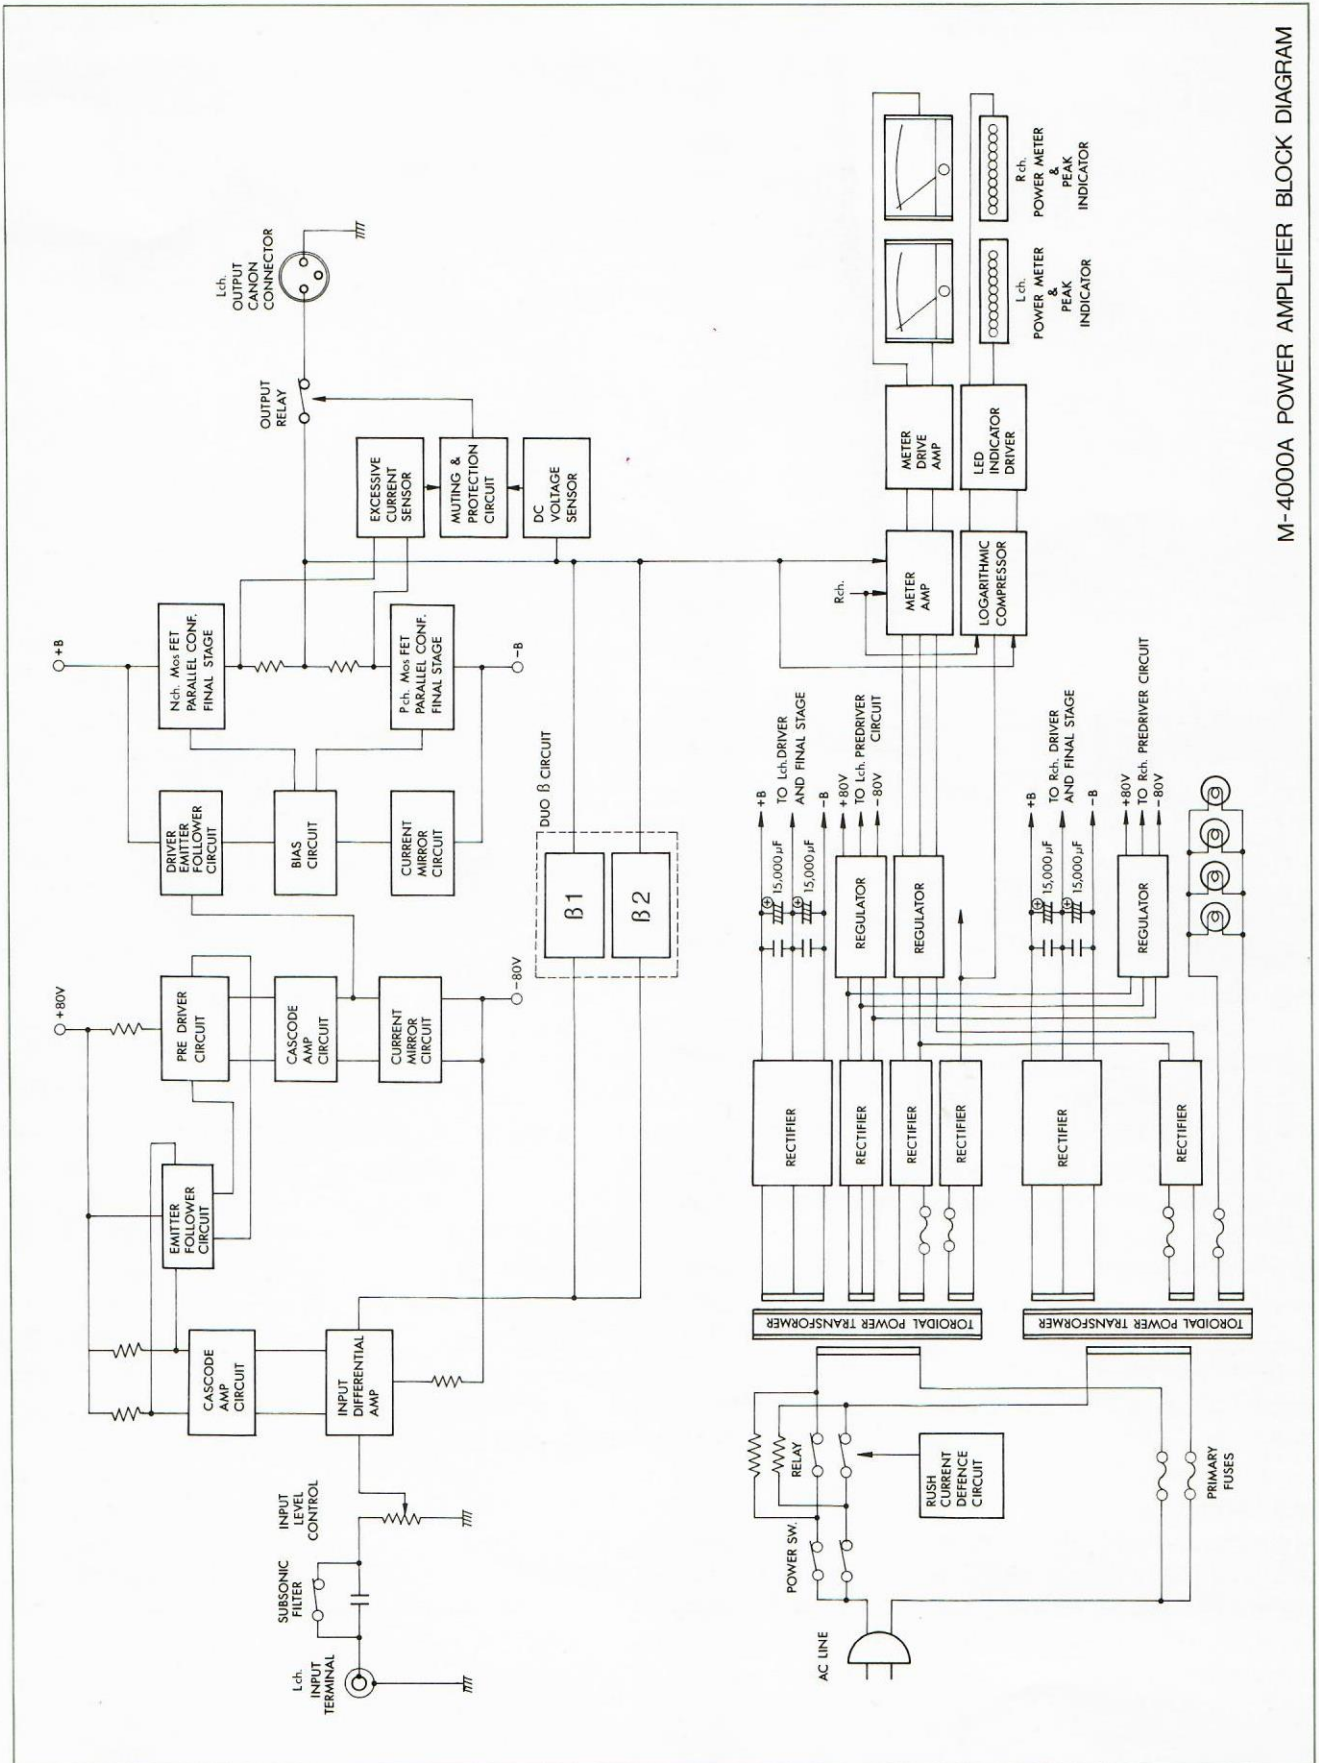 M-4000A POWER AMPLIFIER BLOCK DIAGRAM
Lch.
INPUT
TERMINAL
SUBSONIC
FILTER
INPUT
LEVEL
CONTROL
+80V
CASCODE
AMP
CIRCUIT
INPUT
DIFFERENTIAL
AMP
EMITTER
FOLLOWER
CIRCUIT
PRE DRIVER
CIRCUIT
CASCODE
AMP
CIRCUIT
CURRENT
MIRROR
CIRCUIT
-80V
DRIVER
EMITTER
FOLLOWER
CIRCUIT
BIAS
CIRCUIT
CURRENT
MIRROR
CIRCUIT
DUO β CIRCUIT
β1
β2
+B
Nch. Mos FET
PARALLEL CONF.
FINAL STAGE
Pch. Mos FET
PARALLEL CONF.
FINAL STAGE
-B
EXCESSIVE
CURRENT
SENSOR
MUTING &
PROTECTION
CIRCUIT
DC
VOLTAGE
SENSOR
OUTPUT
RELAY
Lch.
OUTPUT
CANON
CONNECTOR
AC LINE
POWER SW.
RELAY
RUSH
CURRENT
DEFENCE
CIRCUIT
PRIMARY
FUSES
TOROIDAL POWER TRANSFORMER
TOROIDAL POWER TRANSFORMER
RECTIFIER
RECTIFIER
RECTIFIER
RECTIFIER
RECTIFIER
RECTIFIER
15,000μF
15,000μF
+B
TO Lch. DRIVER
AND FINAL STAGE
-B
REGULATOR
+80V
TO Lch. PREDRIVER
CIRCUIT
-80V
REGULATOR
15,000μF
15,000μF
+B
TO Rch. DRIVER
AND FINAL STAGE
-B
REGULATOR
+80V
TO Rch. PREDRIVER CIRCUIT
-80V
Rch.
METER
AMP
LOGARITHMIC
COMPRESSOR
METER
DRIVE
AMP
LED
INDICATOR
DRIVER
Lch.
POWER METER
&
PEAK
INDICATOR
Rch.
POWER METER
&
PEAK
INDICATOR